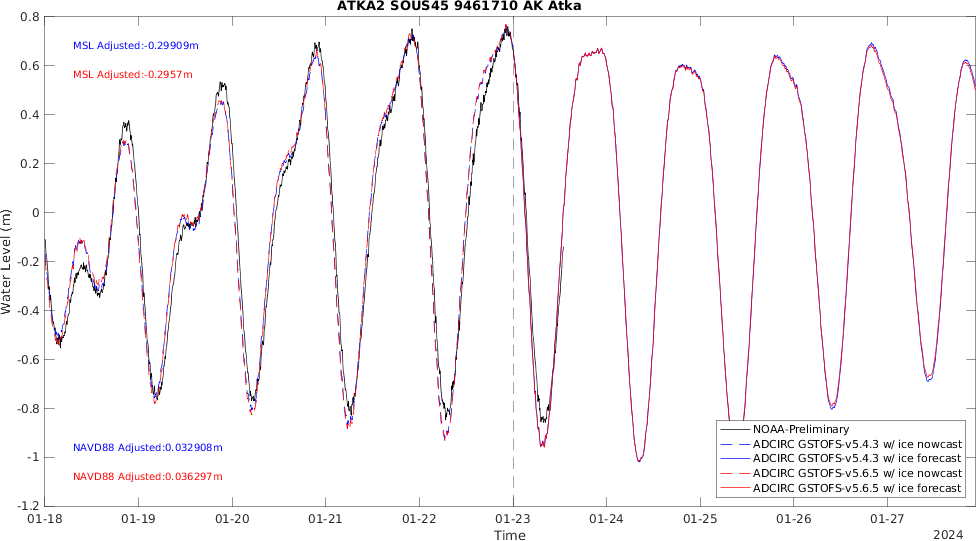 ATKA2 SOUS45 9461710 AK Atka
MSL Adjusted:-0.29909m
MSL Adjusted:-0.2957m
NAVD88 Adjusted:0.032908m
NAVD88 Adjusted:0.036297m
Water Level (m)
0.8
0.6
0.4
0.2
0
-0.2
-0.4
-0.6
-0.8
-1
-1.2
NOAA-Preliminary
ADCIRC GSTOFS-v5.4.3 w/ ice nowcast
ADCIRC GSTOFS-v5.4.3 w/ ice forecast
ADCIRC GSTOFS-v5.6.5 w/ ice nowcast
ADCIRC GSTOFS-v5.6.5 w/ ice forecast
01-18 01-19 01-20 01-21 01-22 01-23 01-24 01-25 01-26 01-27
Time
2024